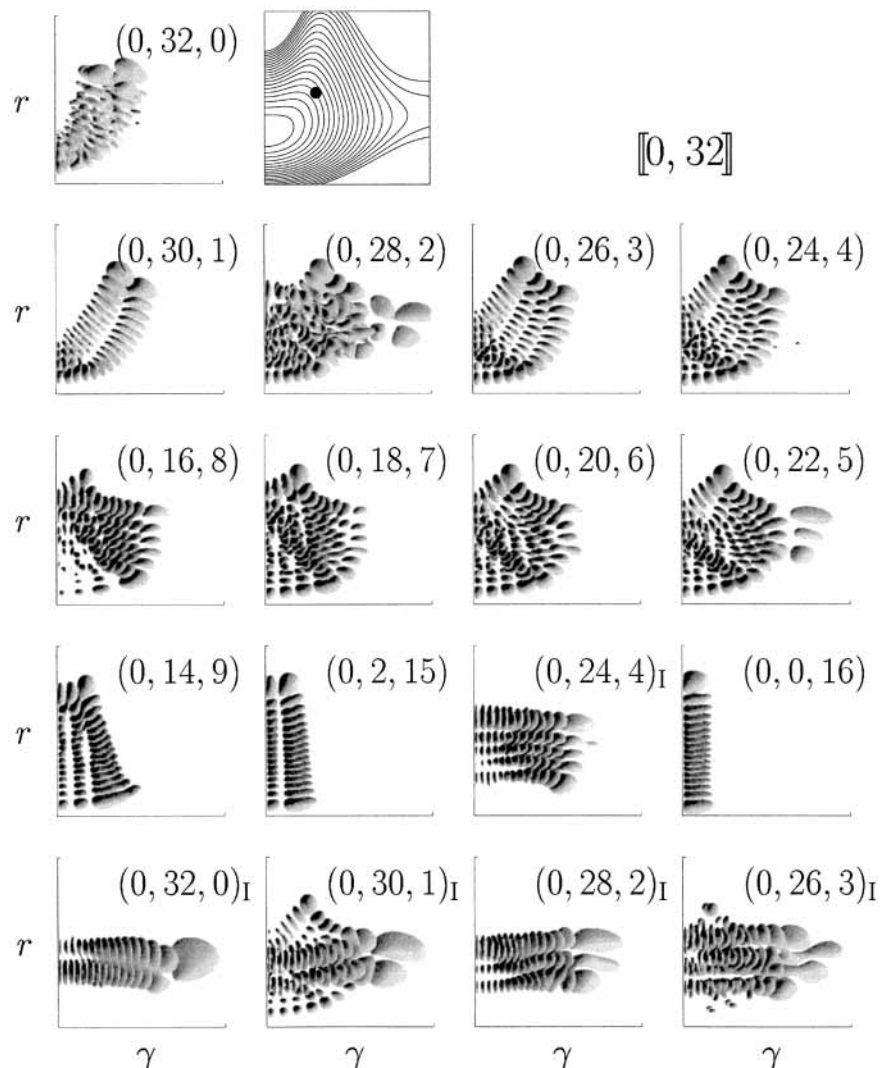 (0, 32, 0)
r
⟦0, 32⟧
(0, 30, 1) (0, 28, 2) (0, 26, 3) (0, 24, 4)
r
(0, 16, 8) (0, 18, 7) (0, 20, 6) (0, 22, 5)
r
(0, 14, 9) (0, 2, 15) (0, 24, 4)I (0, 0, 16)
r
(0, 32, 0)I (0, 30, 1)I (0, 28, 2)I (0, 26, 3)I
r
γ γ γ γ